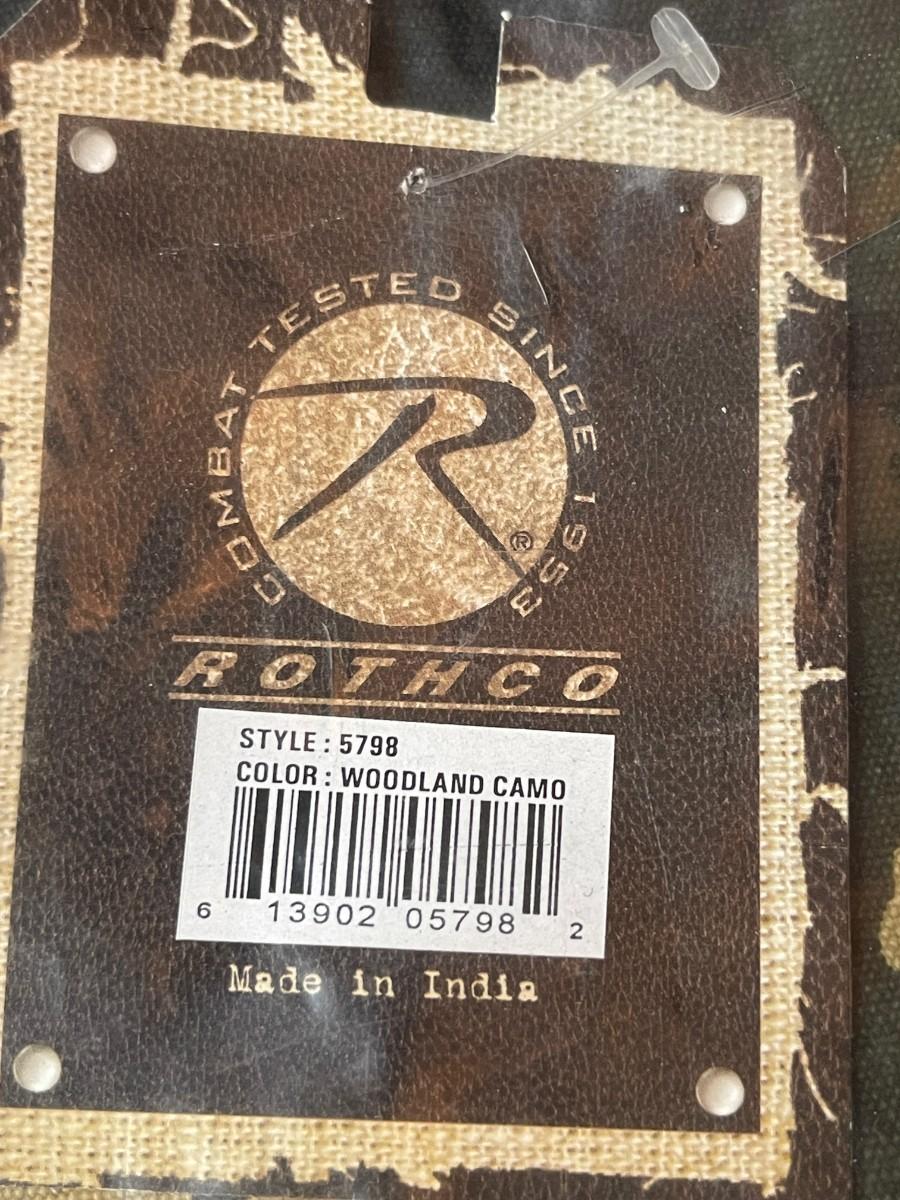 COMBAT TESTED SINCE 1953
R®
ROTHCO
STYLE : 5798
COLOR : WOODLAND CAMO
6 13902 05798 2
Made in India